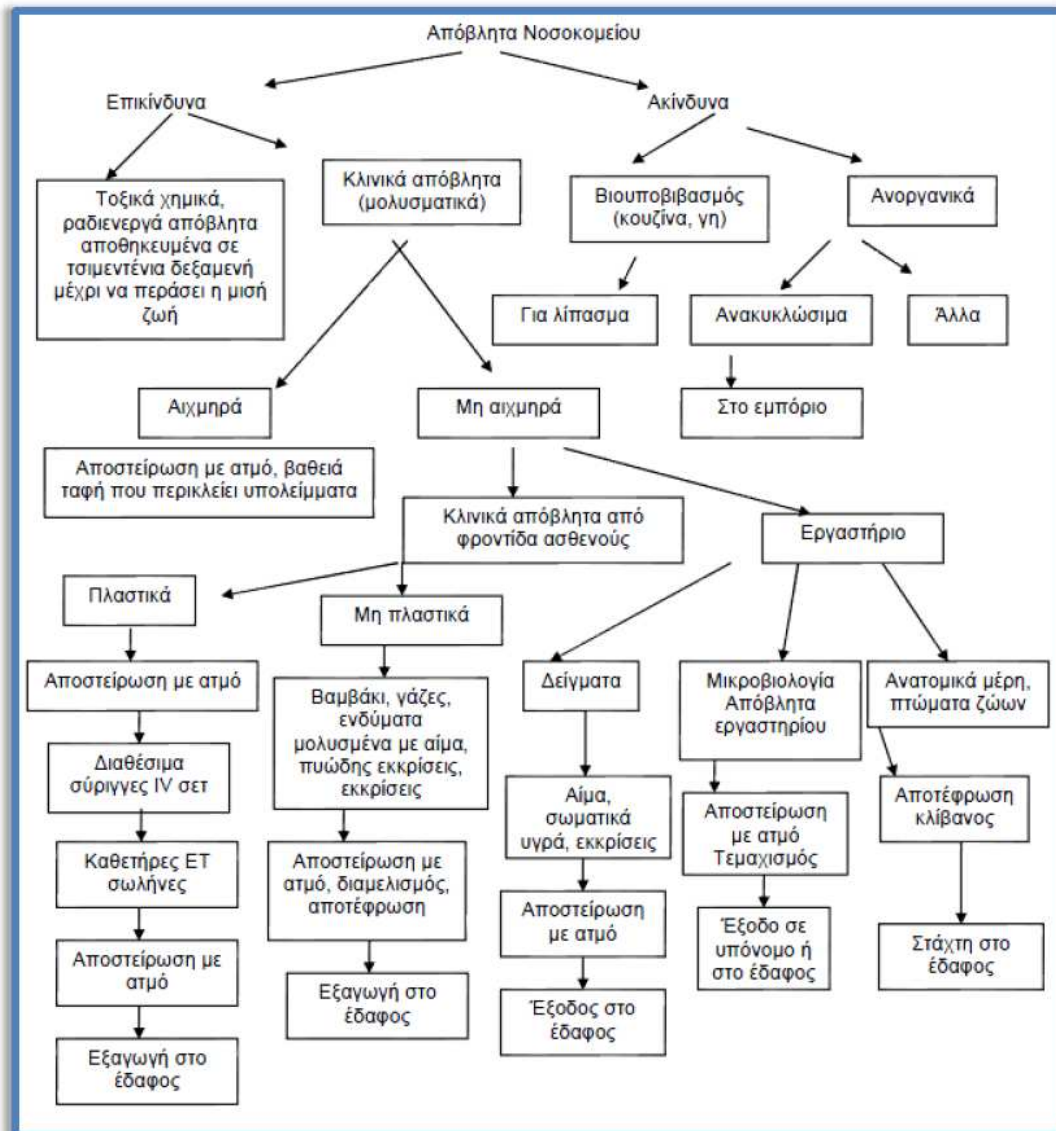 Απόβλητα Νοσοκομείου
Επικίνδυνα
Ακίνδυνα
Τοξικά χημικά,
ραδιενεργά απόβλητα
αποθηκευμένα σε
τσιμεντένια δεξαμενή
μέχρι να περάσει η μισή
ζωή
Κλινικά απόβλητα
(μολυσματικά)
Βιουποβιβασμός
(κουζίνα, γη)
Ανοργανικά
Για λίπασμα
Ανακυκλώσιμα
Άλλα
Αιχμηρά
Μη αιχμηρά
Στο εμπόριο
Αποστείρωση με ατμό, βαθειά
ταφή που περικλείει υπολείμματα
Κλινικά απόβλητα από
φροντίδα ασθενούς
Εργαστήριο
Πλαστικά
Μη πλαστικά
Αποστείρωση με ατμό
Βαμβάκι, γάζες,
ενδύματα
μολυσμένα με αίμα,
πυώδης εκκρίσεις,
εκκρίσεις
Δείγματα
Μικροβιολογία
Απόβλητα
εργαστηρίου
Ανατομικά μέρη,
πτώματα ζώων
Διαθέσιμα
σύριγγες IV σετ
Αίμα,
σωματικά
υγρά, εκκρίσεις
Αποστείρωση
με ατμό
Τεμαχισμός
Αποτέφρωση
κλίβανος
Καθετήρες ET
σωλήνες
Αποστείρωση με
ατμό, διαμελισμός,
αποτέφρωση
Αποστείρωση
με ατμό
Έξοδο σε
υπόνομο ή
στο έδαφος
Στάχτη στο
έδαφος
Αποστείρωση με
ατμό
Εξαγωγή στο
έδαφος
Έξοδος στο
έδαφος
Εξαγωγή στο
έδαφος